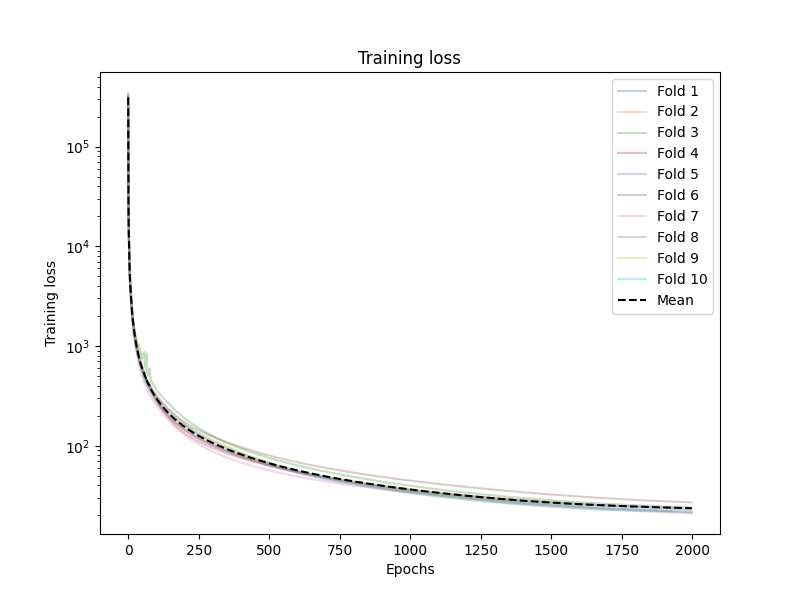 Training loss
10^5
10^4
10^3
10^2
Training loss
0 250 500 750 1000 1250 1500 1750 2000
Epochs
Fold 1
Fold 2
Fold 3
Fold 4
Fold 5
Fold 6
Fold 7
Fold 8
Fold 9
Fold 10
Mean